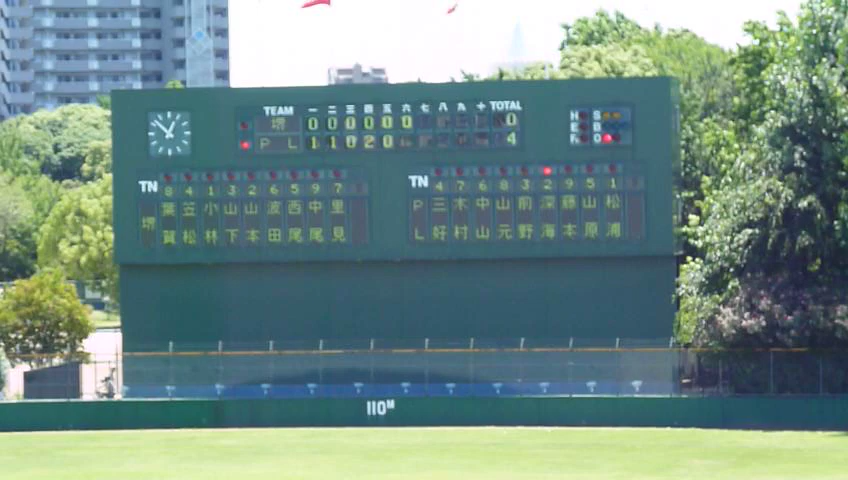 TEAM 一 二 三 四 五 六 七 八 九 十 TOTAL
堺 0 0 0 0 0 0 0
P L 1 1 0 2 0 4
H S
E B
F O
TN 8 4 1 3 2 6 5 9 7
堺 葉賀 笠松 小林 山下 山本 波田 西尾 中尾 里見
TN 4 7 6 8 3 2 9 5 1
PL 三好 木村 中山 山元 前野 深海 藤本 山原 松浦
110M